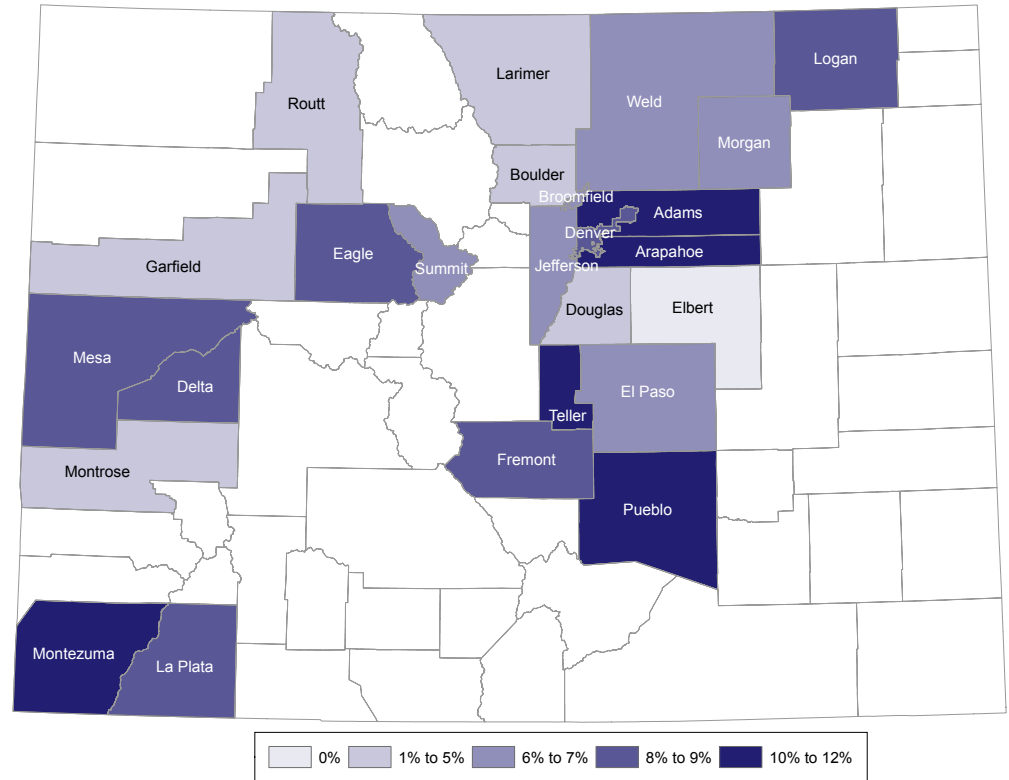 Logan
Larimer
Weld
Routt
Morgan
Boulder
Broomfield
Adams
Denver
Arapahoe
Eagle
Summit
Jefferson
Garfield
Douglas
Elbert
Mesa
Delta
El Paso
Teller
Fremont
Montrose
Pueblo
Montezuma
La Plata
0% 1% to 5% 6% to 7% 8% to 9% 10% to 12%